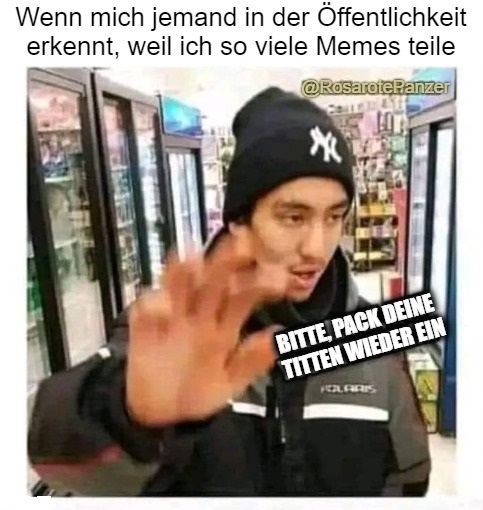 Wenn mich jemand in der Öffentlichkeit
erkennt, weil ich so viele Memes teile
@RosarotePanzer
NY
BITTE, PACK DEINE
TITTEN WIEDER EIN
POLARIS